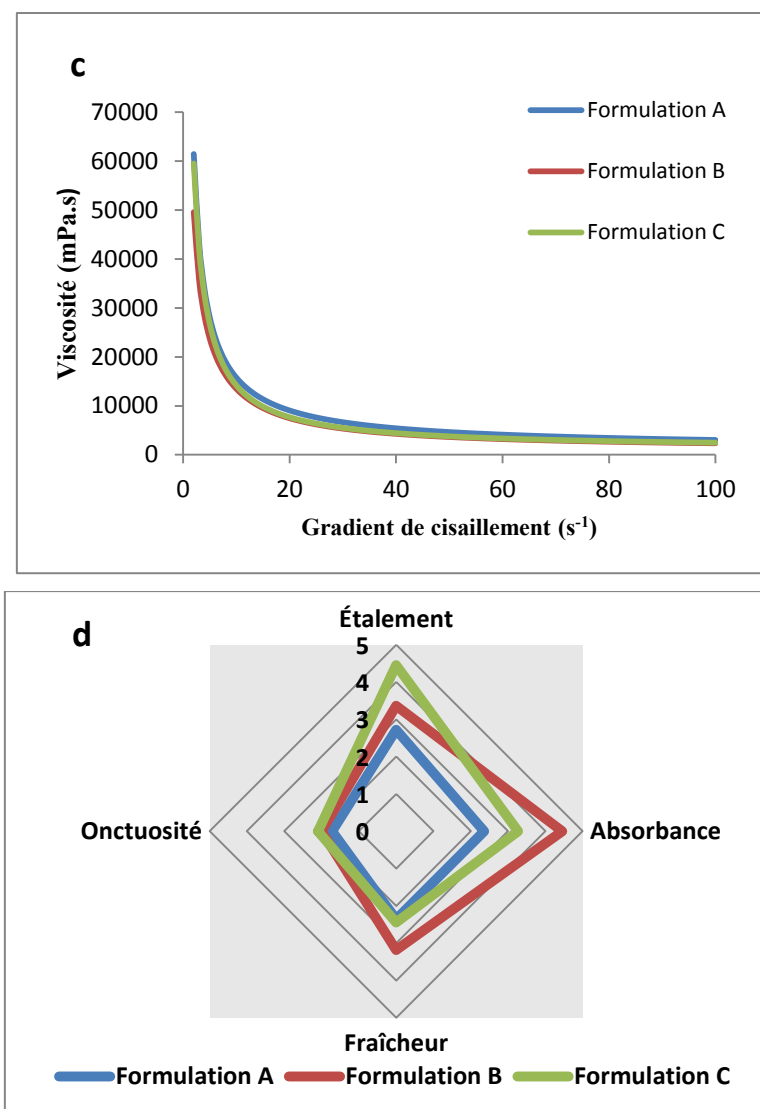 c
Formulation A
Formulation B
Formulation C
Viscosité (mPa.s)
70000
60000
50000
40000
30000
20000
10000
0
0 20 40 60 80 100
Gradient de cisaillement (s⁻¹)
d
Étalement
5
4
3
2
1
0
Onctuosité
Absorbance
Fraîcheur
Formulation A Formulation B Formulation C